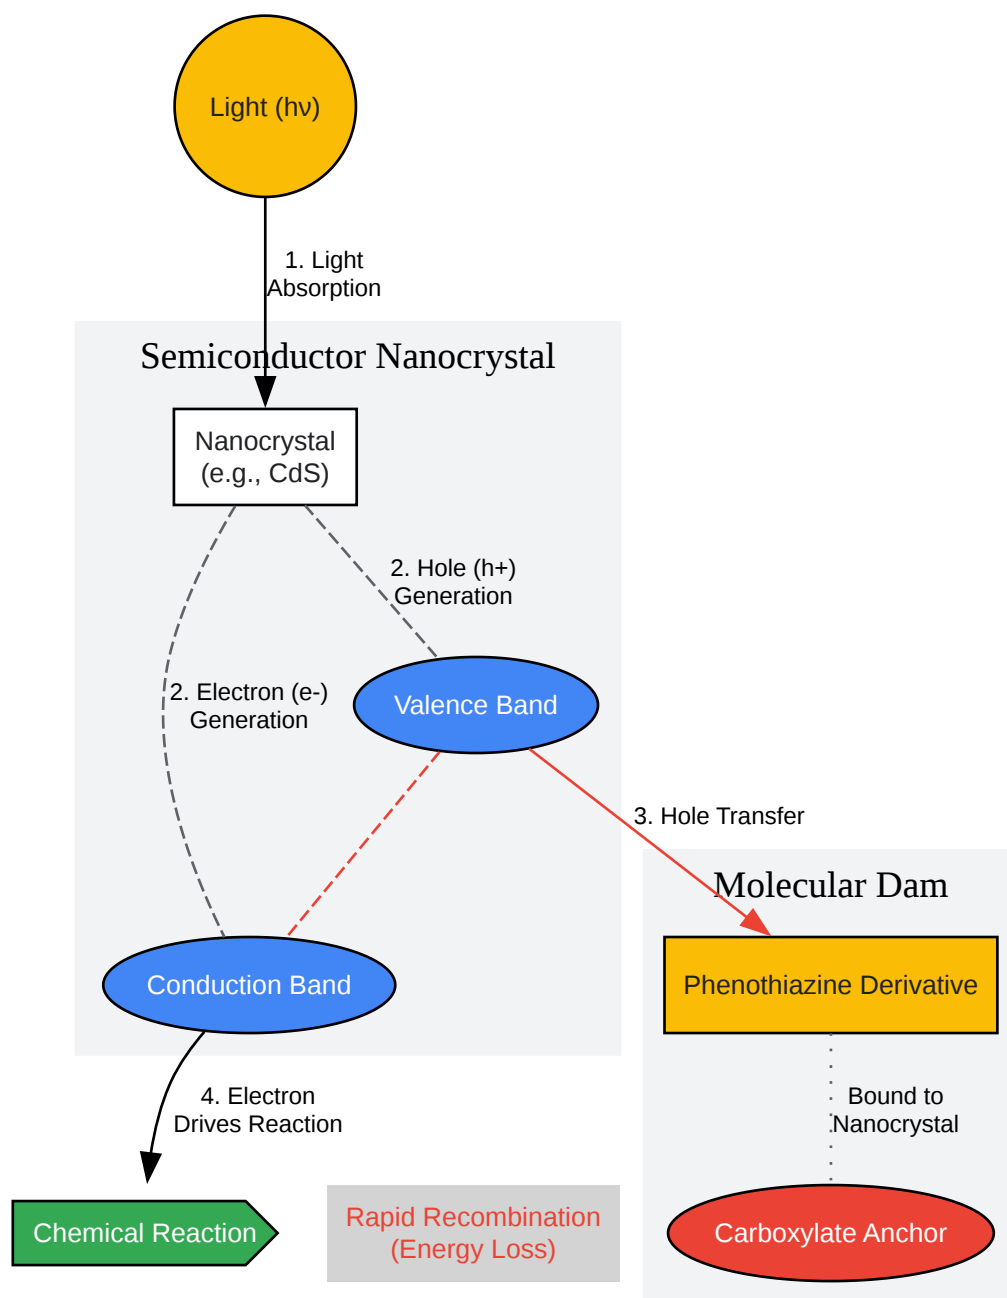 Light (hν)
1. Light
Absorption
Semiconductor Nanocrystal
Nanocrystal
(e.g., CdS)
2. Hole (h+)
Generation
2. Electron (e-)
Generation
Valence Band
3. Hole Transfer
Molecular Dam
Conduction Band
Phenothiazine Derivative
4. Electron
Drives Reaction
Bound to
Nanocrystal
Chemical Reaction
Rapid Recombination
(Energy Loss)
Carboxylate Anchor